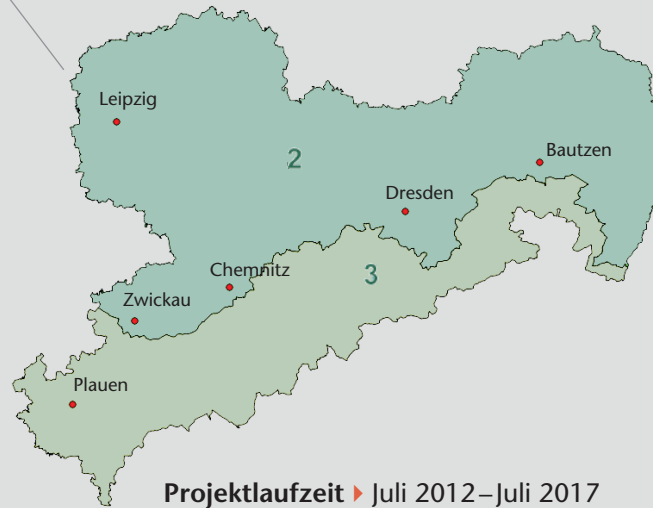 Leipzig
2
Bautzen
Dresden
Chemnitz
3
Zwickau
Plauen
Projektlaufzeit ▸ Juli 2012–Juli 2017